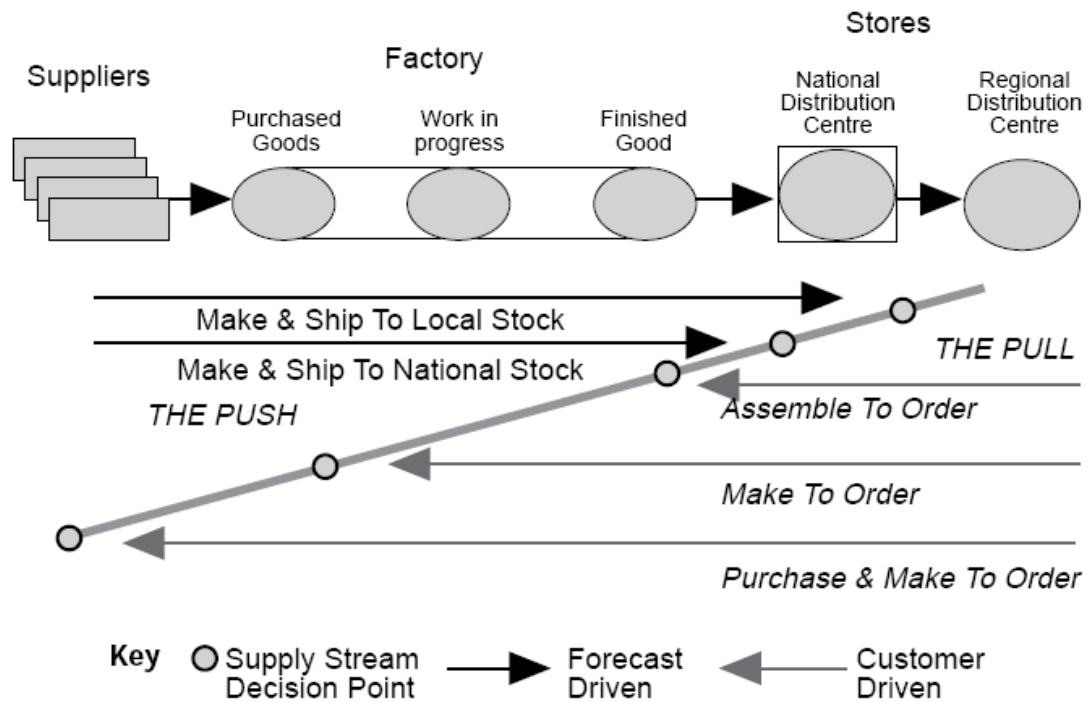 Stores
Factory
Suppliers
National
Distribution
Centre
Regional
Distribution
Centre
Purchased
Goods
Work in
progress
Finished
Good
Make & Ship To Local Stock
THE PULL
Make & Ship To National Stock
THE PUSH
Assemble To Order
Make To Order
Purchase & Make To Order
Key
Supply Stream
Decision Point
Forecast
Driven
Customer
Driven